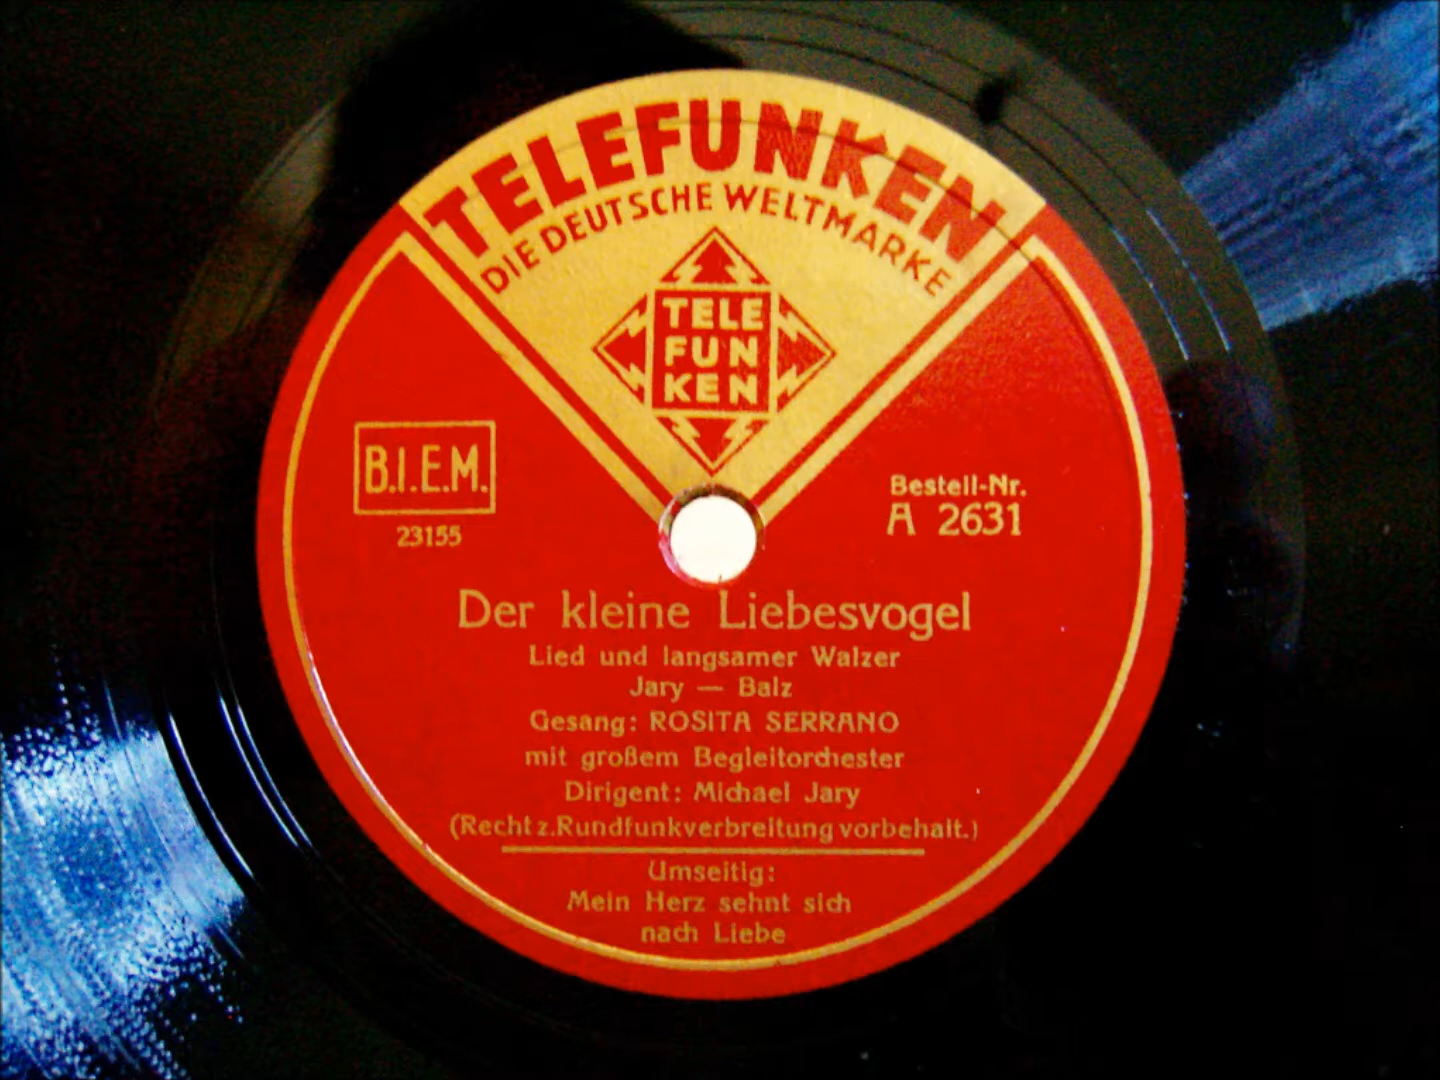 TELEFUNKEN
DIE DEUTSCHE WELTMARKE
TELE
FUN
KEN
B.I.E.M.
23155
Bestell-Nr.
A 2631
Der kleine Liebesvogel
Lied und langsamer Walzer
Jary — Balz
Gesang: ROSITA SERRANO
mit großem Begleitorchester
Dirigent: Michael Jary
(Recht z. Rundfunkverbreitung vorbehalt.)
Umseitig:
Mein Herz sehnt sich
nach Liebe